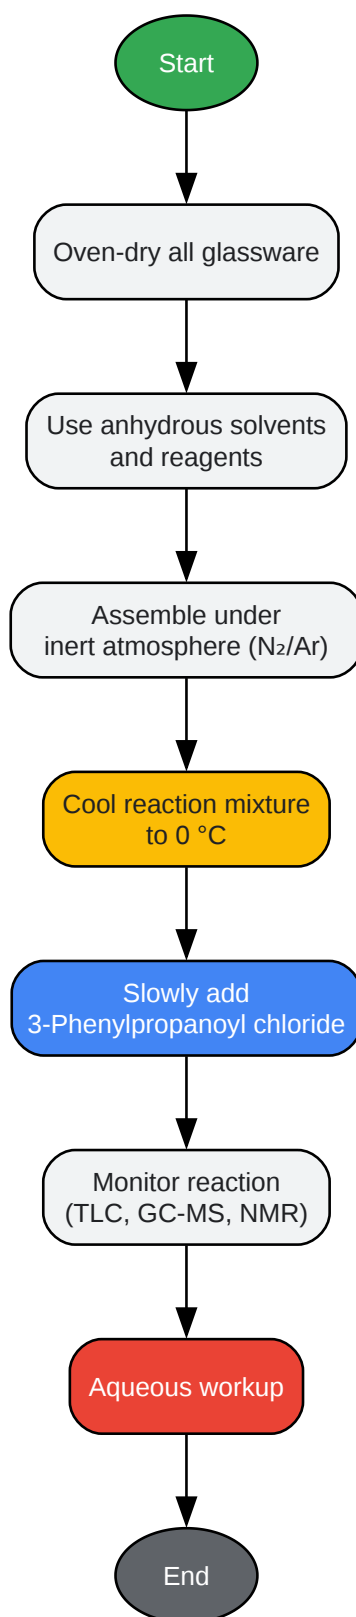 Start
Oven-dry all glassware
Use anhydrous solvents
and reagents
Assemble under
inert atmosphere (N₂/Ar)
Cool reaction mixture
to 0 °C
Slowly add
3-Phenylpropanoyl chloride
Monitor reaction
(TLC, GC-MS, NMR)
Aqueous workup
End